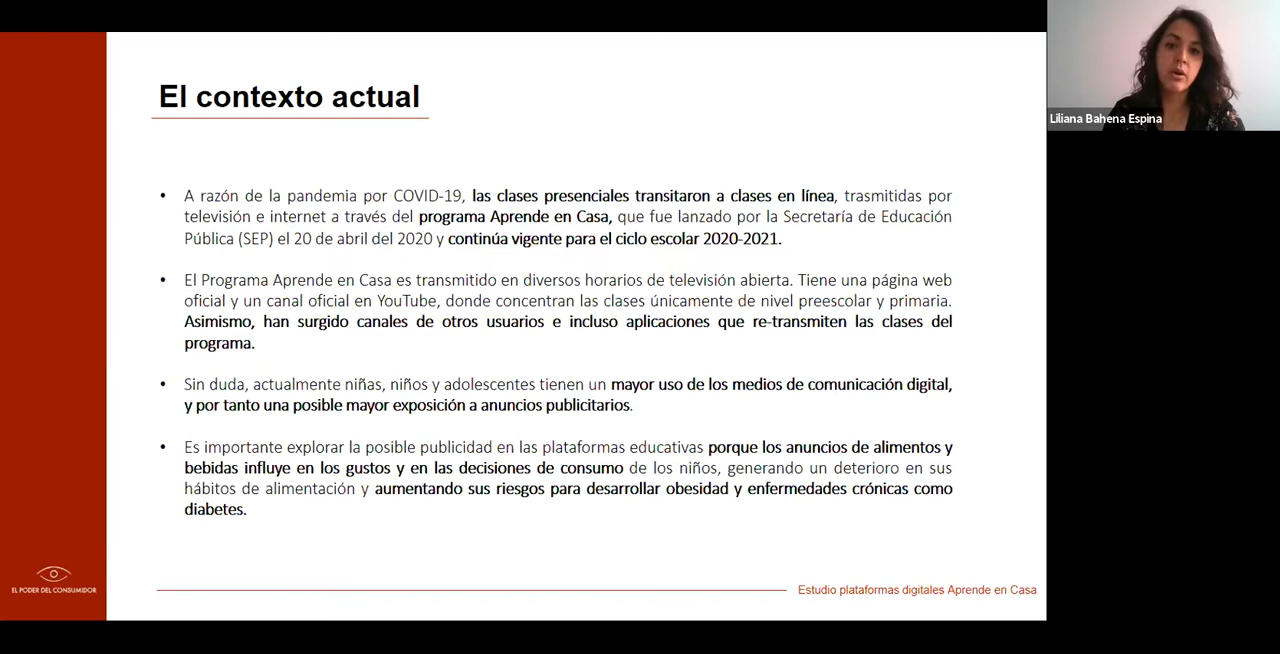 El contexto actual
• A razón de la pandemia por COVID-19, las clases presenciales transitaron a clases en línea, trasmitidas por
televisión e internet a través del programa Aprende en Casa, que fue lanzado por la Secretaría de Educación
Pública (SEP) el 20 de abril del 2020 y continúa vigente para el ciclo escolar 2020-2021.
• El Programa Aprende en Casa es transmitido en diversos horarios de televisión abierta. Tiene una página web
oficial y un canal oficial en YouTube, donde concentran las clases únicamente de nivel preescolar y primaria.
Asimismo, han surgido canales de otros usuarios e incluso aplicaciones que re-transmiten las clases del
programa.
• Sin duda, actualmente niñas, niños y adolescentes tienen un mayor uso de los medios de comunicación digital,
y por tanto una posible mayor exposición a anuncios publicitarios.
• Es importante explorar la posible publicidad en las plataformas educativas porque los anuncios de alimentos y
bebidas influye en los gustos y en las decisiones de consumo de los niños, generando un deterioro en sus
hábitos de alimentación y aumentando sus riesgos para desarrollar obesidad y enfermedades crónicas como
diabetes.
EL PODER DEL CONSUMIDOR
Estudio plataformas digitales Aprende en Casa
Liliana Bahena Espina